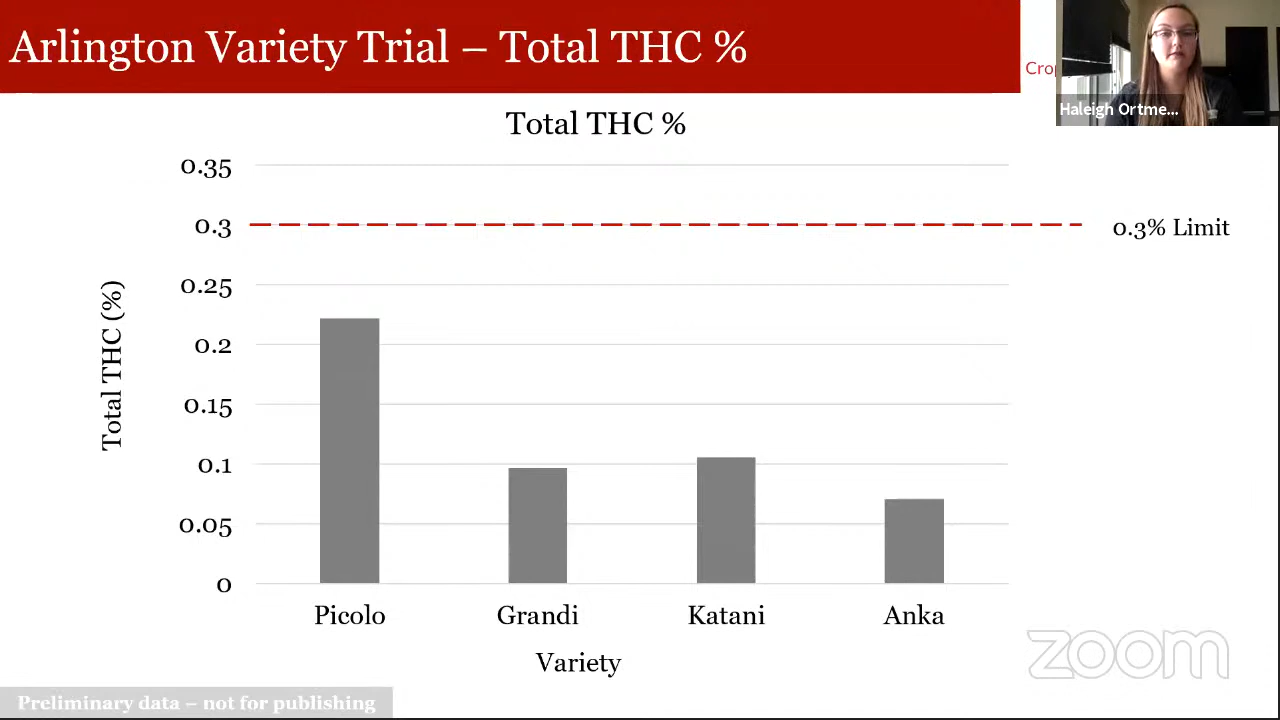 Arlington Variety Trial – Total THC %
Haleigh Ortme...
Total THC %
0.35
0.3
0.3% Limit
0.25
0.2
0.15
0.1
0.05
0
Total THC (%)
Picolo
Grandi
Katani
Anka
Variety
zoom
Preliminary data – not for publishing